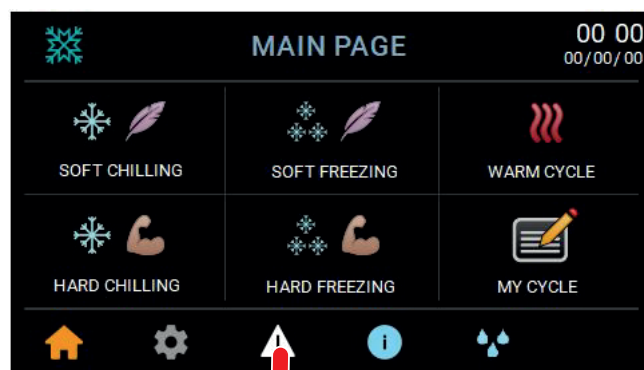 MAIN PAGE
00 00
00/00/00
SOFT CHILLING
SOFT FREEZING
WARM CYCLE
HARD CHILLING
HARD FREEZING
MY CYCLE
i